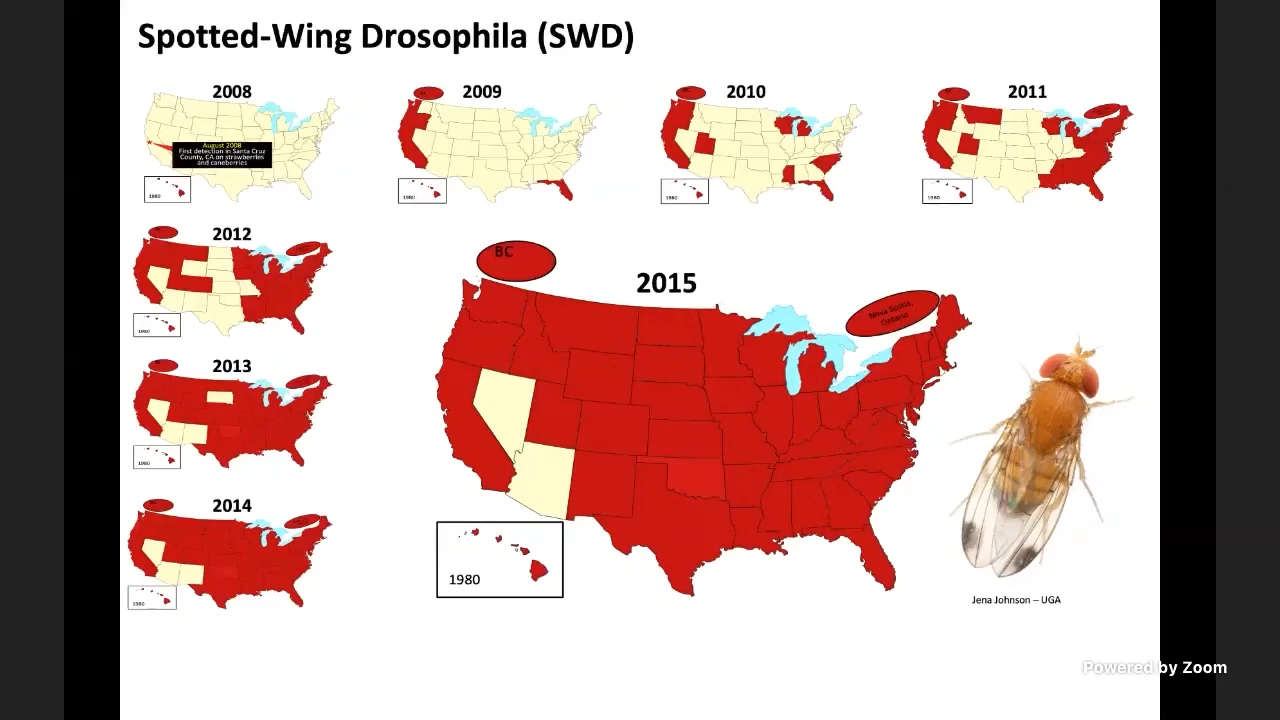 Spotted-Wing Drosophila (SWD)
2008
2009
2010
2011
August 2008
First detection in Santa Cruz
County, CA on strawberries
and caneberries
1980
1980
1980
1980
2012
1980
2013
1980
2014
1980
BC
2015
Nova Scotia,
Ontario
1980
Jena Johnson – UGA
Powered by Zoom